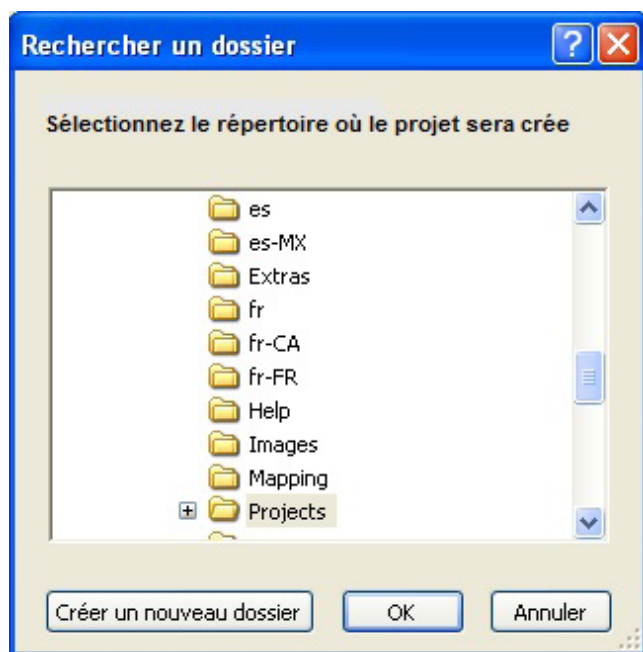 Rechercher un dossier
Sélectionnez le répertoire où le projet sera crée
es
es-MX
Extras
fr
fr-CA
fr-FR
Help
Images
Mapping
Projects
Créer un nouveau dossier
OK
Annuler